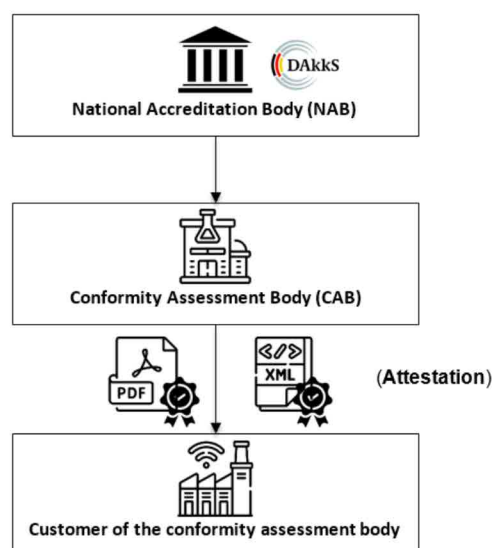 DAkkS
National Accreditation Body (NAB)
Conformity Assessment Body (CAB)
PDF
</>
XML
(Attestation)
Customer of the conformity assessment body